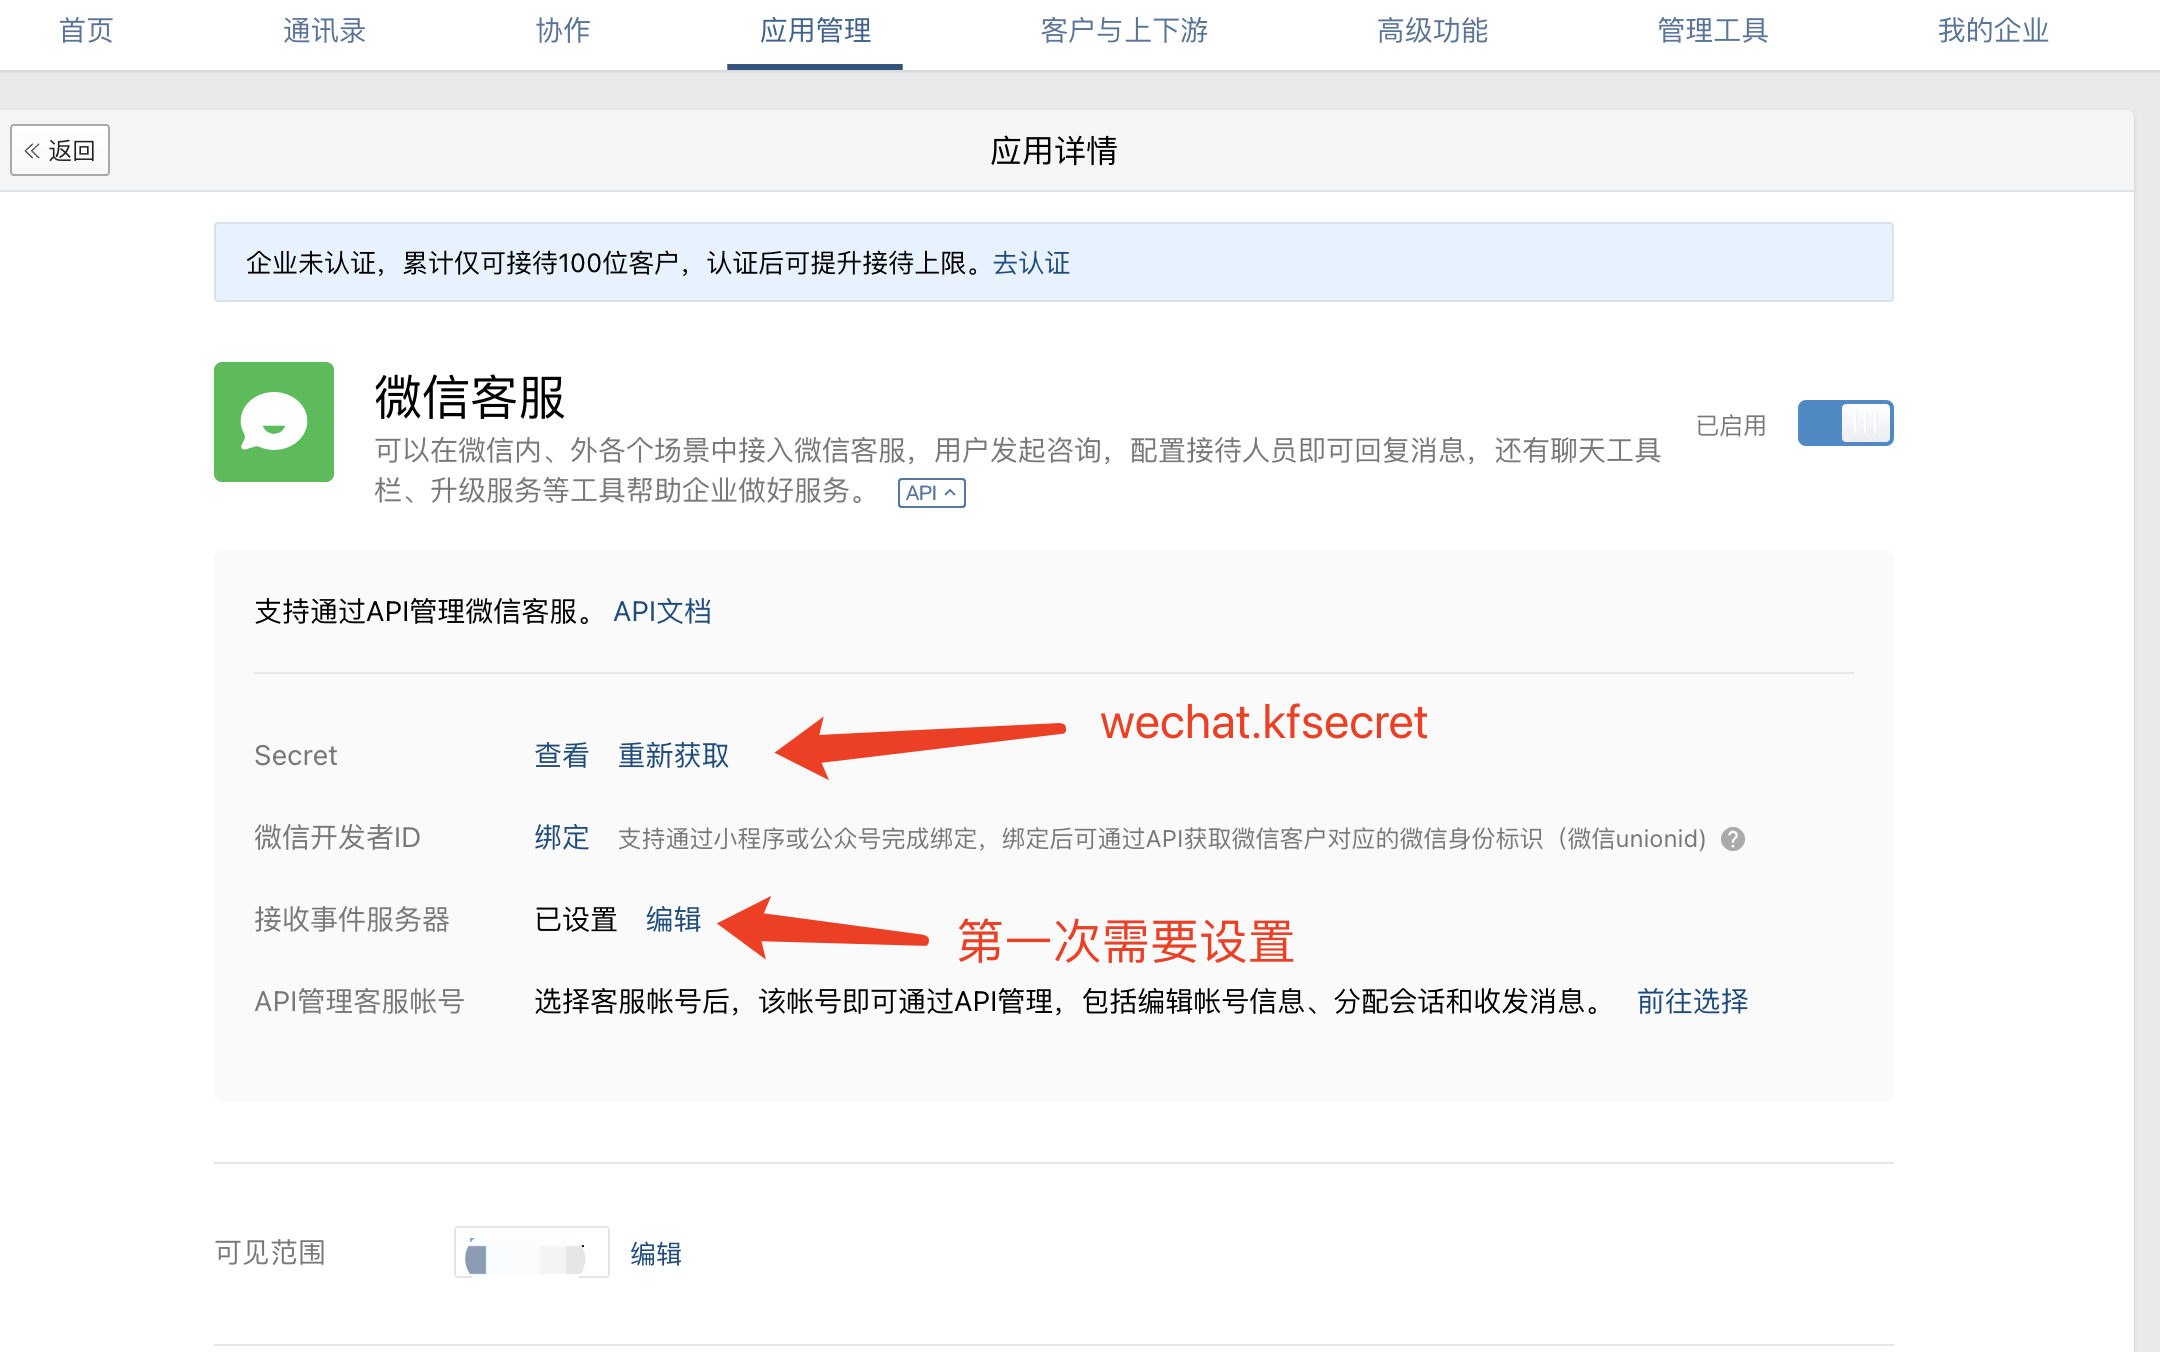 首页 通讯录 协作 应用管理 客户与上下游 高级功能 管理工具 我的企业
« 返回
应用详情
企业未认证，累计仅可接待100位客户，认证后可提升接待上限。去认证
微信客服
可以在微信内、外各个场景中接入微信客服，用户发起咨询，配置接待人员即可回复消息，还有聊天工具
栏、升级服务等工具帮助企业做好服务。 API
已启用
支持通过API管理微信客服。 API文档
Secret 查看 重新获取 wechat.kfsecret
微信开发者ID 绑定 支持通过小程序或公众号完成绑定，绑定后可通过API获取微信客户对应的微信身份标识（微信unionid) ?
接收事件服务器 已设置 编辑 第一次需要设置
API管理客服帐号 选择客服帐号后，该帐号即可通过API管理，包括编辑帐号信息、分配会话和收发消息。 前往选择
可见范围 编辑